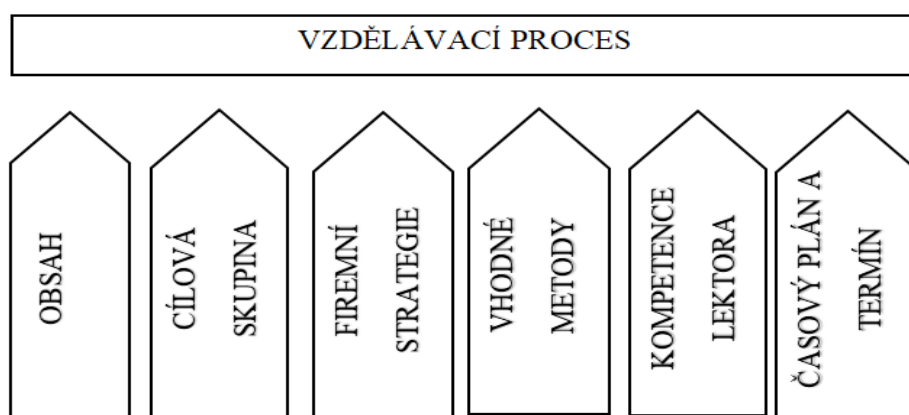 VZDĚLÁVACÍ PROCES
OBSAH
CÍLOVÁ
SKUPINA
FIREMNÍ
STRATEGIE
VHODNÉ
METODY
KOMPETENCE
LEKTORA
ČASOVÝ PLÁN A
TERMÍN